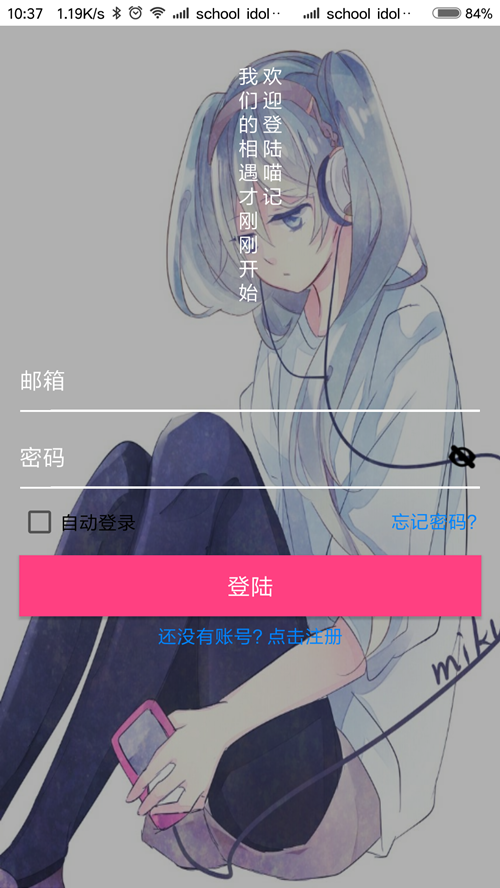 10:37 1.19K/s school idol·· school idol·· 84%
欢迎登陆喵记
我们的相遇才刚刚开始
邮箱
密码
自动登录
忘记密码?
登陆
还没有账号?点击注册
miku